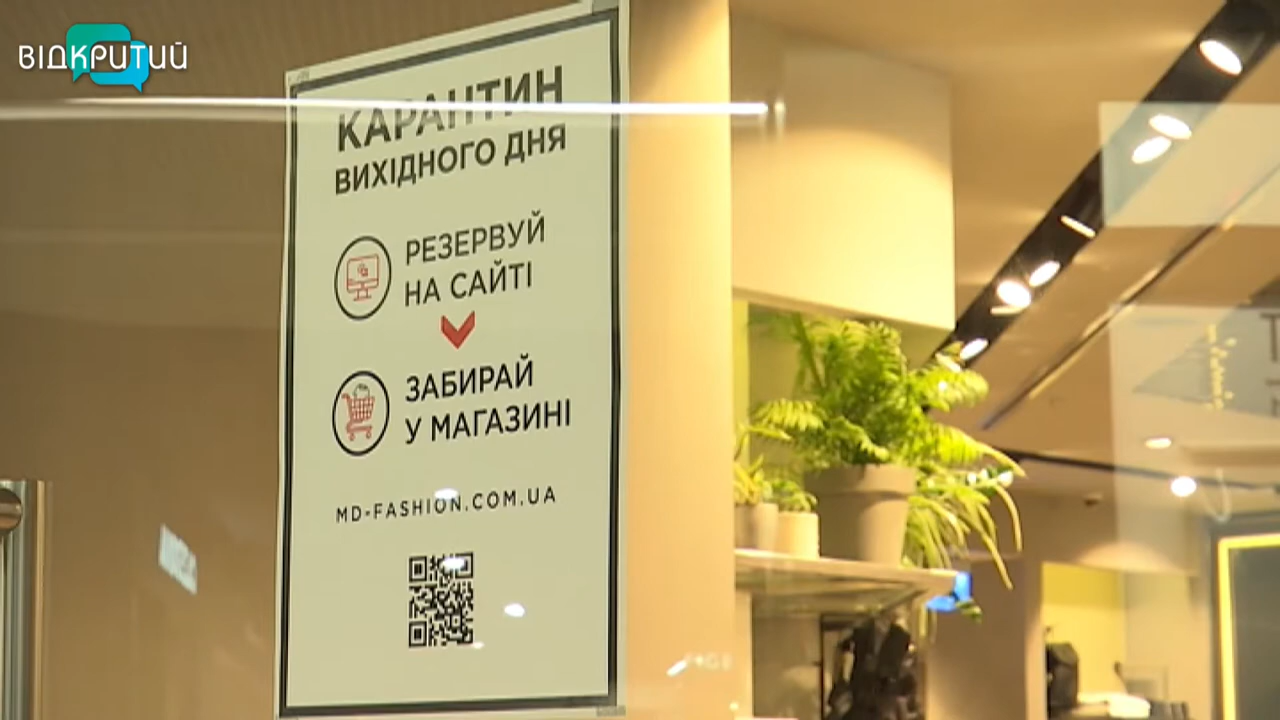 ВІДКРИТИЙ
КАРАНТИН
ВИХІДНОГО ДНЯ
РЕЗЕРВУЙ
НА САЙТІ
ЗАБИРАЙ
У МАГАЗИНІ
MD-FASHION.COM.UA